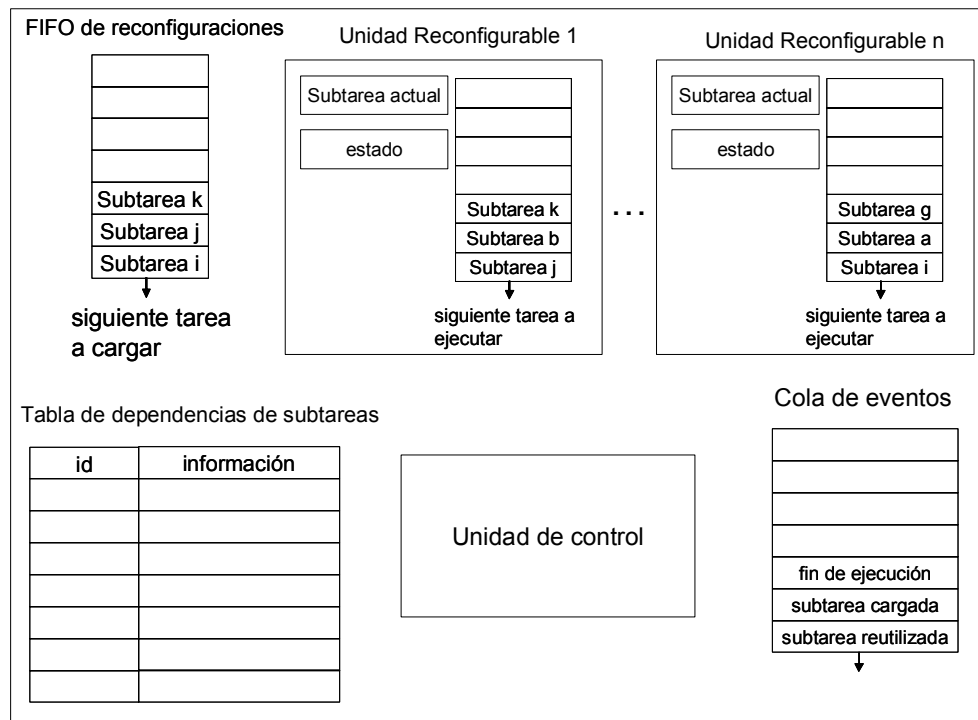 FIFO de reconfiguraciones
Subtarea k
Subtarea j
Subtarea i
siguiente tarea
a cargar
Unidad Reconfigurable 1
Subtarea actual
estado
Subtarea k
Subtarea b
Subtarea j
siguiente tarea a
ejecutar
...
Unidad Reconfigurable n
Subtarea actual
estado
Subtarea g
Subtarea a
Subtarea i
siguiente tarea a
ejecutar
Tabla de dependencias de subtareas
id información
Unidad de control
Cola de eventos
fin de ejecución
subtarea cargada
subtarea reutilizada